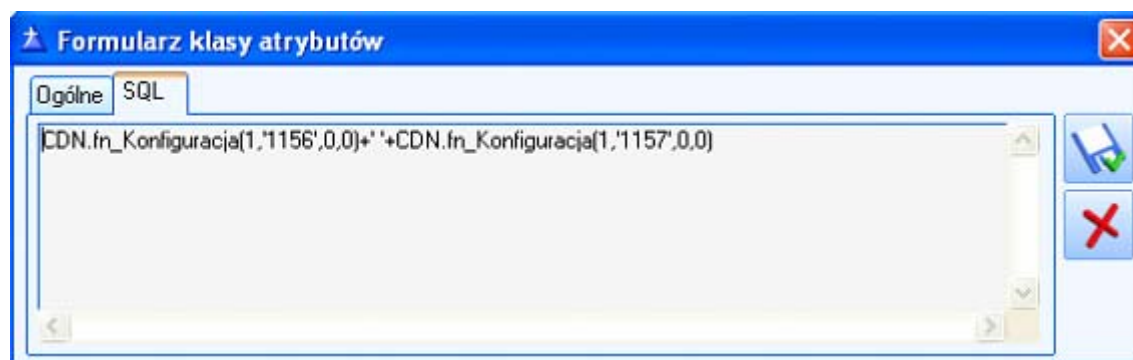 Formularz klasy atrybutów
Ogólne SQL
CDN.fn_Konfiguracja(1,'1156',0,0)+' '+CDN.fn_Konfiguracja(1,'1157',0,0)